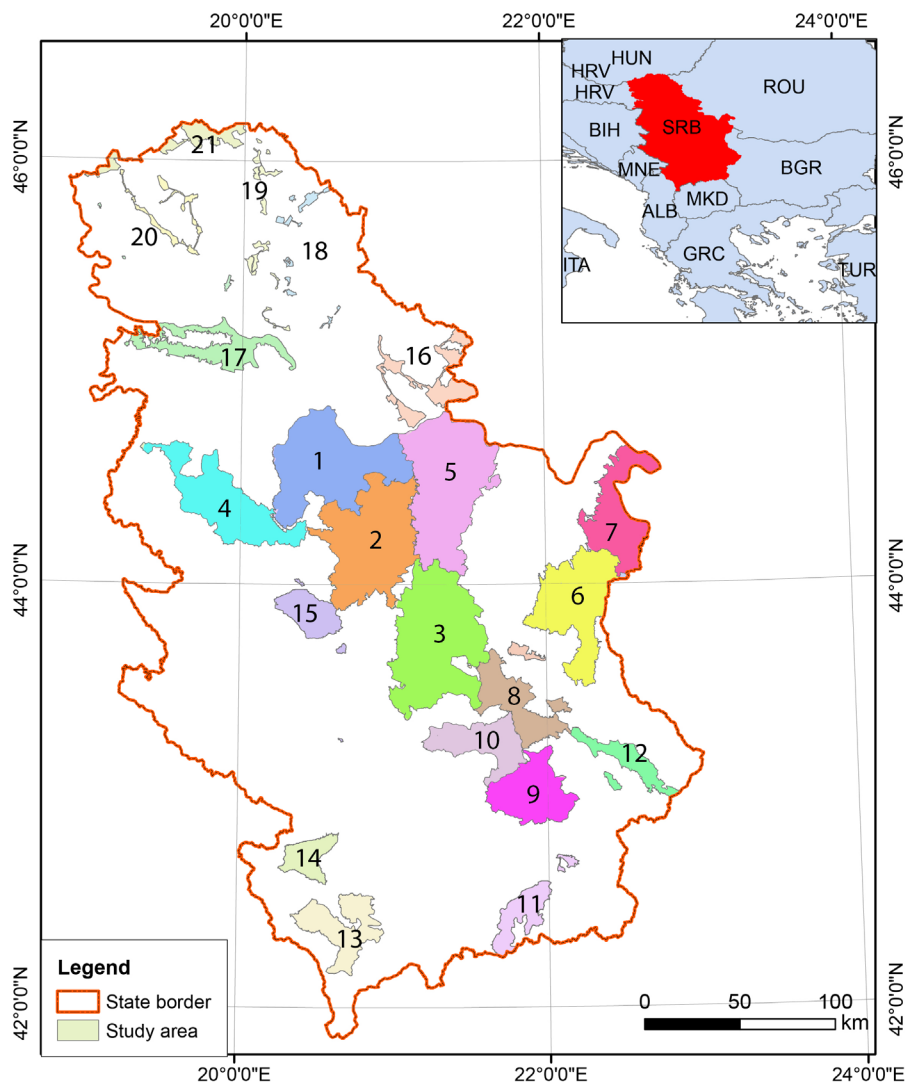 20°0'0"E 22°0'0"E 24°0'0"E
HUN
HRV
ROU
HRV
BIH
SRB
46°0'0"N
21
46°0'0"N
MNE
BGR
19
MKD
ALB
20
18
GRC
ITA
TUR
17
16
1
5
4
7
2
44°0'0"N
44°0'0"N
6
15
3
8
10
12
9
14
11
13
Legend
State border
Study area
0 50 100
km
42°0'0"N
42°0'0"N
20°0'0"E 22°0'0"E 24°0'0"E